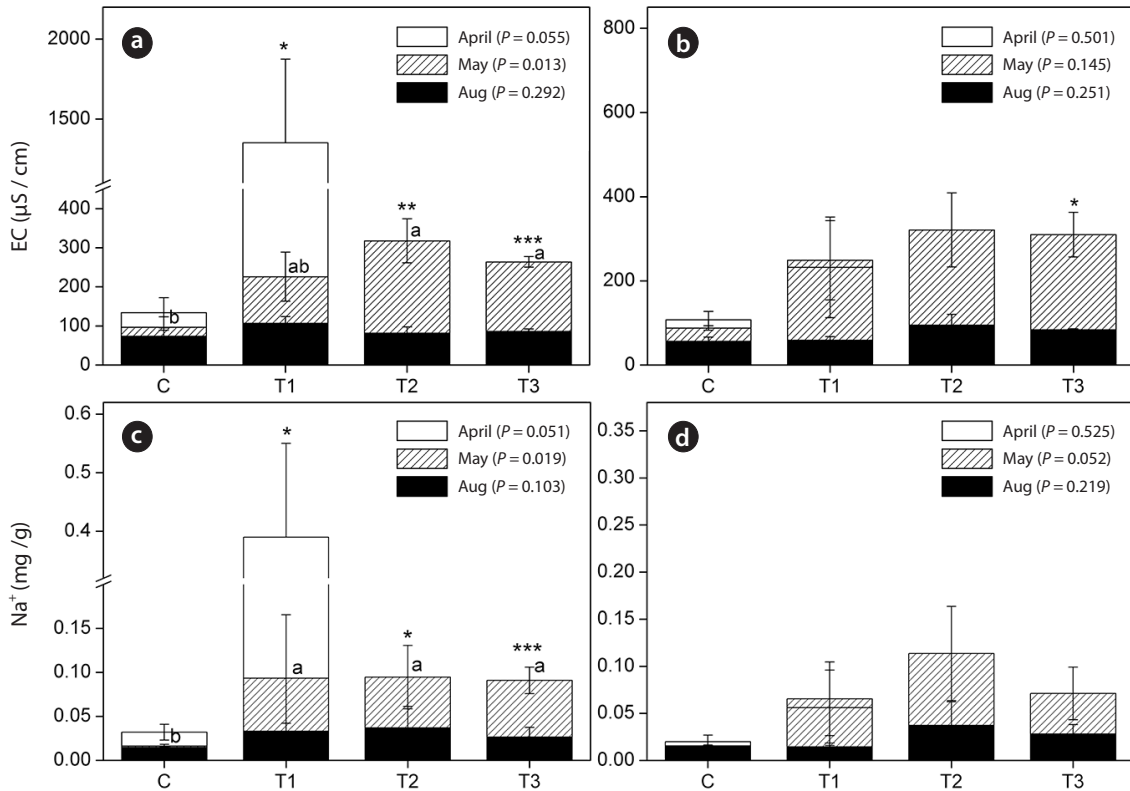 a
April (P = 0.055)
May (P = 0.013)
Aug (P = 0.292)
EC (µS / cm)
2000
1500
400
300
200
100
0
*
**
***
b
ab
a
a
C T1 T2 T3
b
April (P = 0.501)
May (P = 0.145)
Aug (P = 0.251)
800
600
400
200
0
*
C T1 T2 T3
c
April (P = 0.051)
May (P = 0.019)
Aug (P = 0.103)
Na+ (mg /g)
0.6
0.5
0.4
0.15
0.10
0.05
0.00
*
*
***
b
a
a
a
C T1 T2 T3
d
April (P = 0.525)
May (P = 0.052)
Aug (P = 0.219)
0.35
0.30
0.25
0.20
0.15
0.10
0.05
0.00
C T1 T2 T3